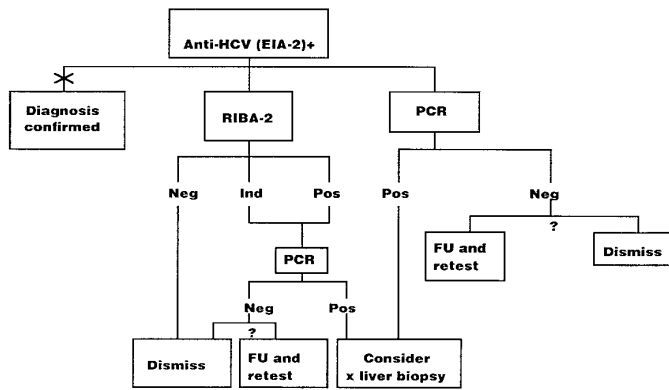 Anti-HCV (EIA-2)+
Diagnosis
confirmed
RIBA-2
PCR
Neg
Ind
Pos
Pos
Neg
?
FU and
retest
Dismiss
PCR
Neg
Pos
?
Dismiss
FU and
retest
Consider
x liver biopsy